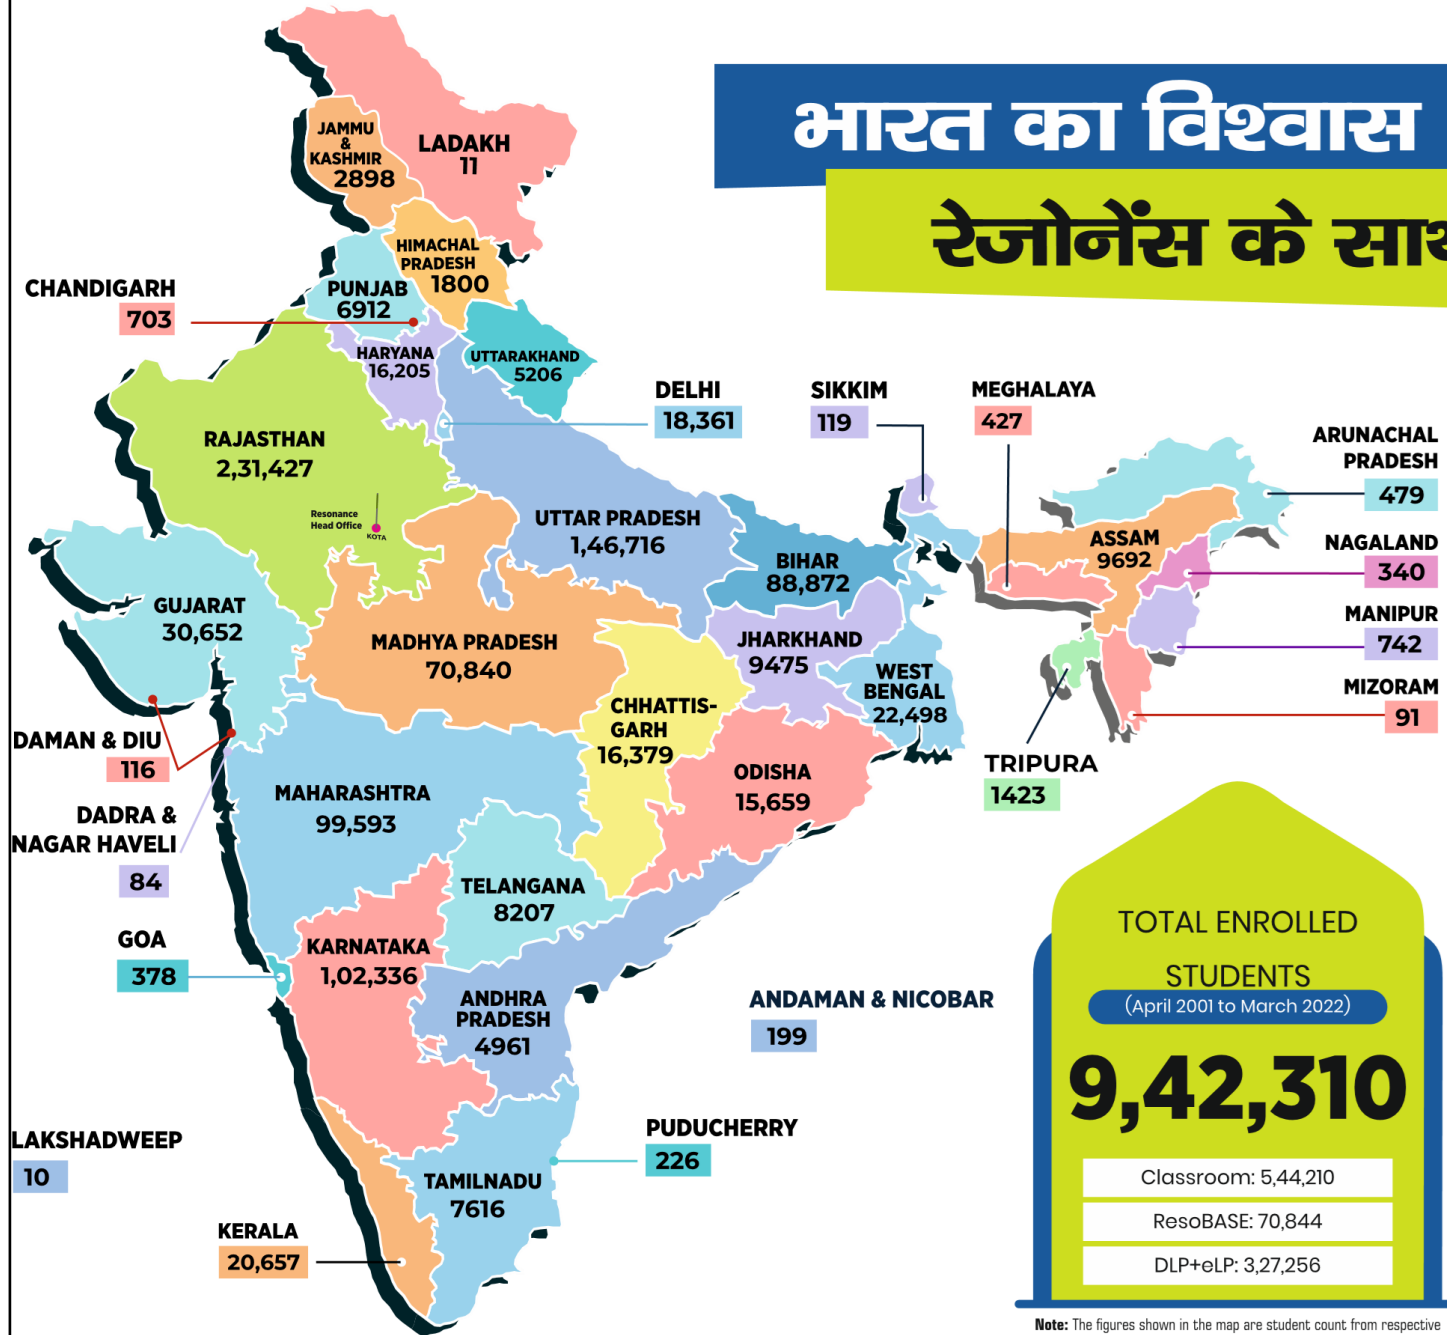 भारत का विश्वास
रेजोनेंस के
JAMMU
&
KASHMIR
2898
LADAKH
11
HIMACHAL
PRADESH
1800
CHANDIGARH
703
PUNJAB
6912
HARYANA
16,205
UTTARAKHAND
5206
DELHI
18,361
SIKKIM
119
MEGHALAYA
427
ARUNACHAL
PRADESH
479
RAJASTHAN
2,31,427
Resonance
Head Office
KOTA
UTTAR PRADESH
1,46,716
BIHAR
88,872
ASSAM
9692
NAGALAND
340
GUJARAT
30,652
MADHYA PRADESH
70,840
JHARKHAND
9475
WEST
BENGAL
22,498
MANIPUR
742
MIZORAM
91
CHHATTIS-
GARH
16,379
DAMAN & DIU
116
TRIPURA
1423
ODISHA
15,659
MAHARASHTRA
99,593
DADRA &
NAGAR HAVELI
84
TELANGANA
8207
GOA
378
KARNATAKA
1,02,336
ANDHRA
PRADESH
4961
ANDAMAN & NICOBAR
199
LAKSHADWEEP
10
PUDUCHERRY
226
TAMILNADU
7616
KERALA
20,657
TOTAL ENROLLED
STUDENTS
(April 2001 to March 2022)
9,42,310
Classroom: 5,44,210
ResoBASE: 70,844
DLP+eLP: 3,27,256
Note: The figures shown in the map are student count from respective